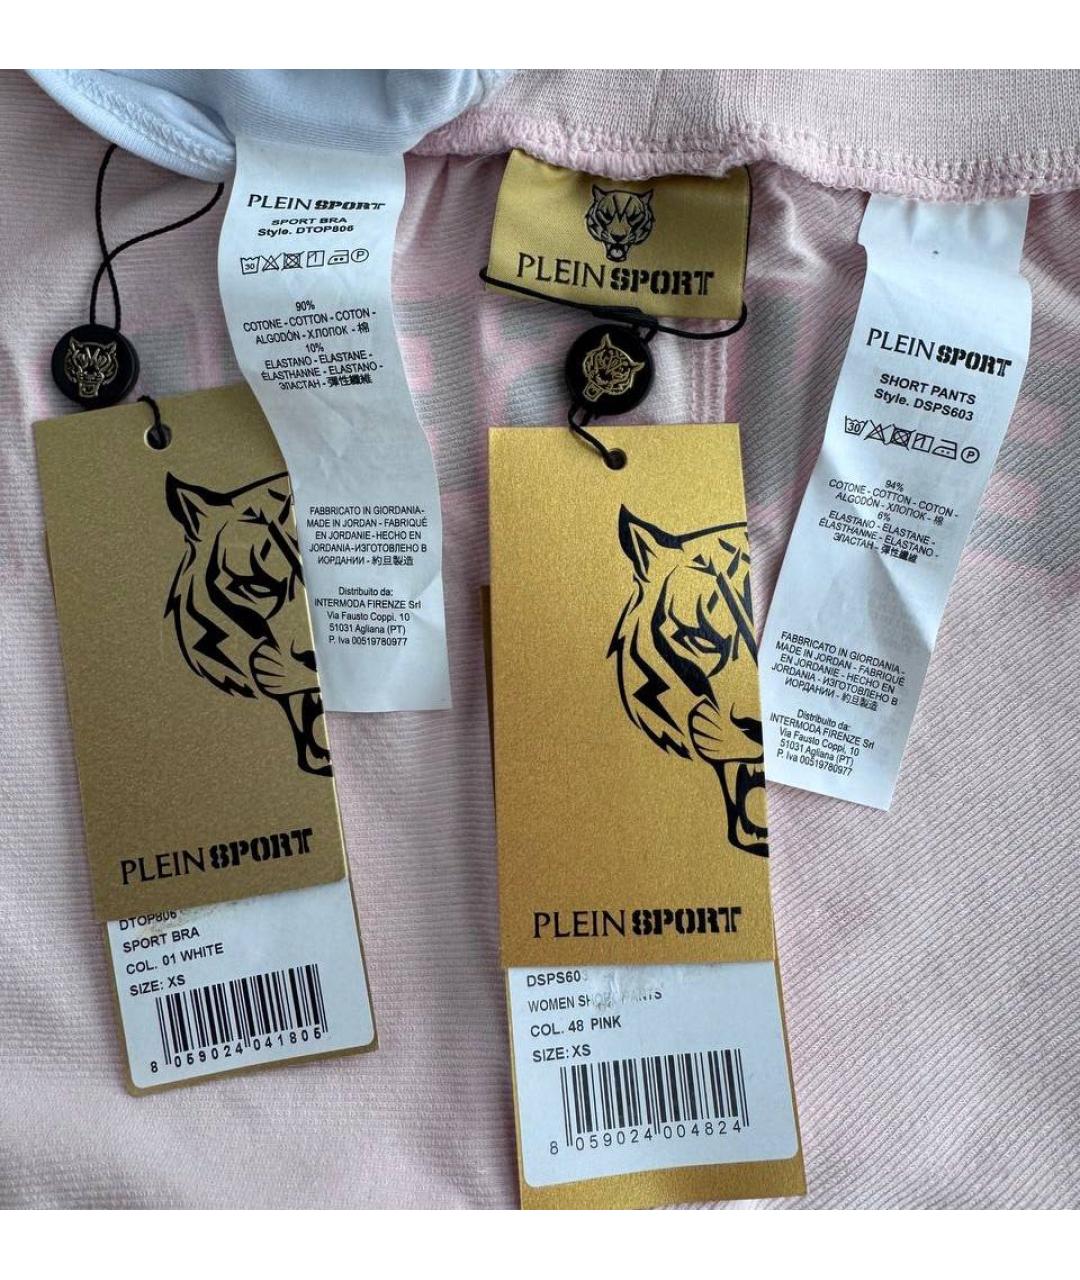 PLEIN SPORT
SPORT BRA
Style. DTOP806
30
P
90%
COTONE - COTTON - COTON -
ALGODÓN - ХЛОПОК - 棉
10%
ELASTANO - ELASTANE -
ÉLASTHANNE - ELASTANO -
ЭЛАСТАН - 彈性纖維
FABBRICATO IN GIORDANIA-
MADE IN JORDAN - FABRIQUÉ
EN JORDANIE - HECHO EN
JORDANIA-ИЗГОТОВЛЕНО В
ИОРДАНИИ - 約旦製造
Distribuito da:
INTERMODA FIRENZE Srl
Via Fausto Coppi, 10
51031 Agliana (PT)
P. Iva 00519780977
PLEIN SPORT
PLEIN SPORT
SHORT PANTS
Style. DSPS603
30
P
94%
COTONE - COTTON - COTON -
ALGODÓN - ХЛОПОК - 棉
6%
ELASTANO - ELASTANE -
ÉLASTHANNE - ELASTANO -
ЭЛАСТАН - 彈性纖維
FABBRICATO IN GIORDANIA-
MADE IN JORDAN - FABRIQUÉ
EN JORDANIE - HECHO EN
JORDANIA - ИЗГОТОВЛЕНО В
ИОРДАНИИ - 約旦製造
Distribuito da:
INTERMODA FIRENZE Srl
Via Fausto Coppi, 10
51031 Agliana (PT)
P. Iva 00519780977
PLEIN SPORT
DTOP806
SPORT BRA
COL. 01 WHITE
SIZE: XS
8 059024 041805
PLEIN SPORT
DSPS603
WOMEN SHORT PANTS
COL. 48 PINK
SIZE: XS
8 059024 004824